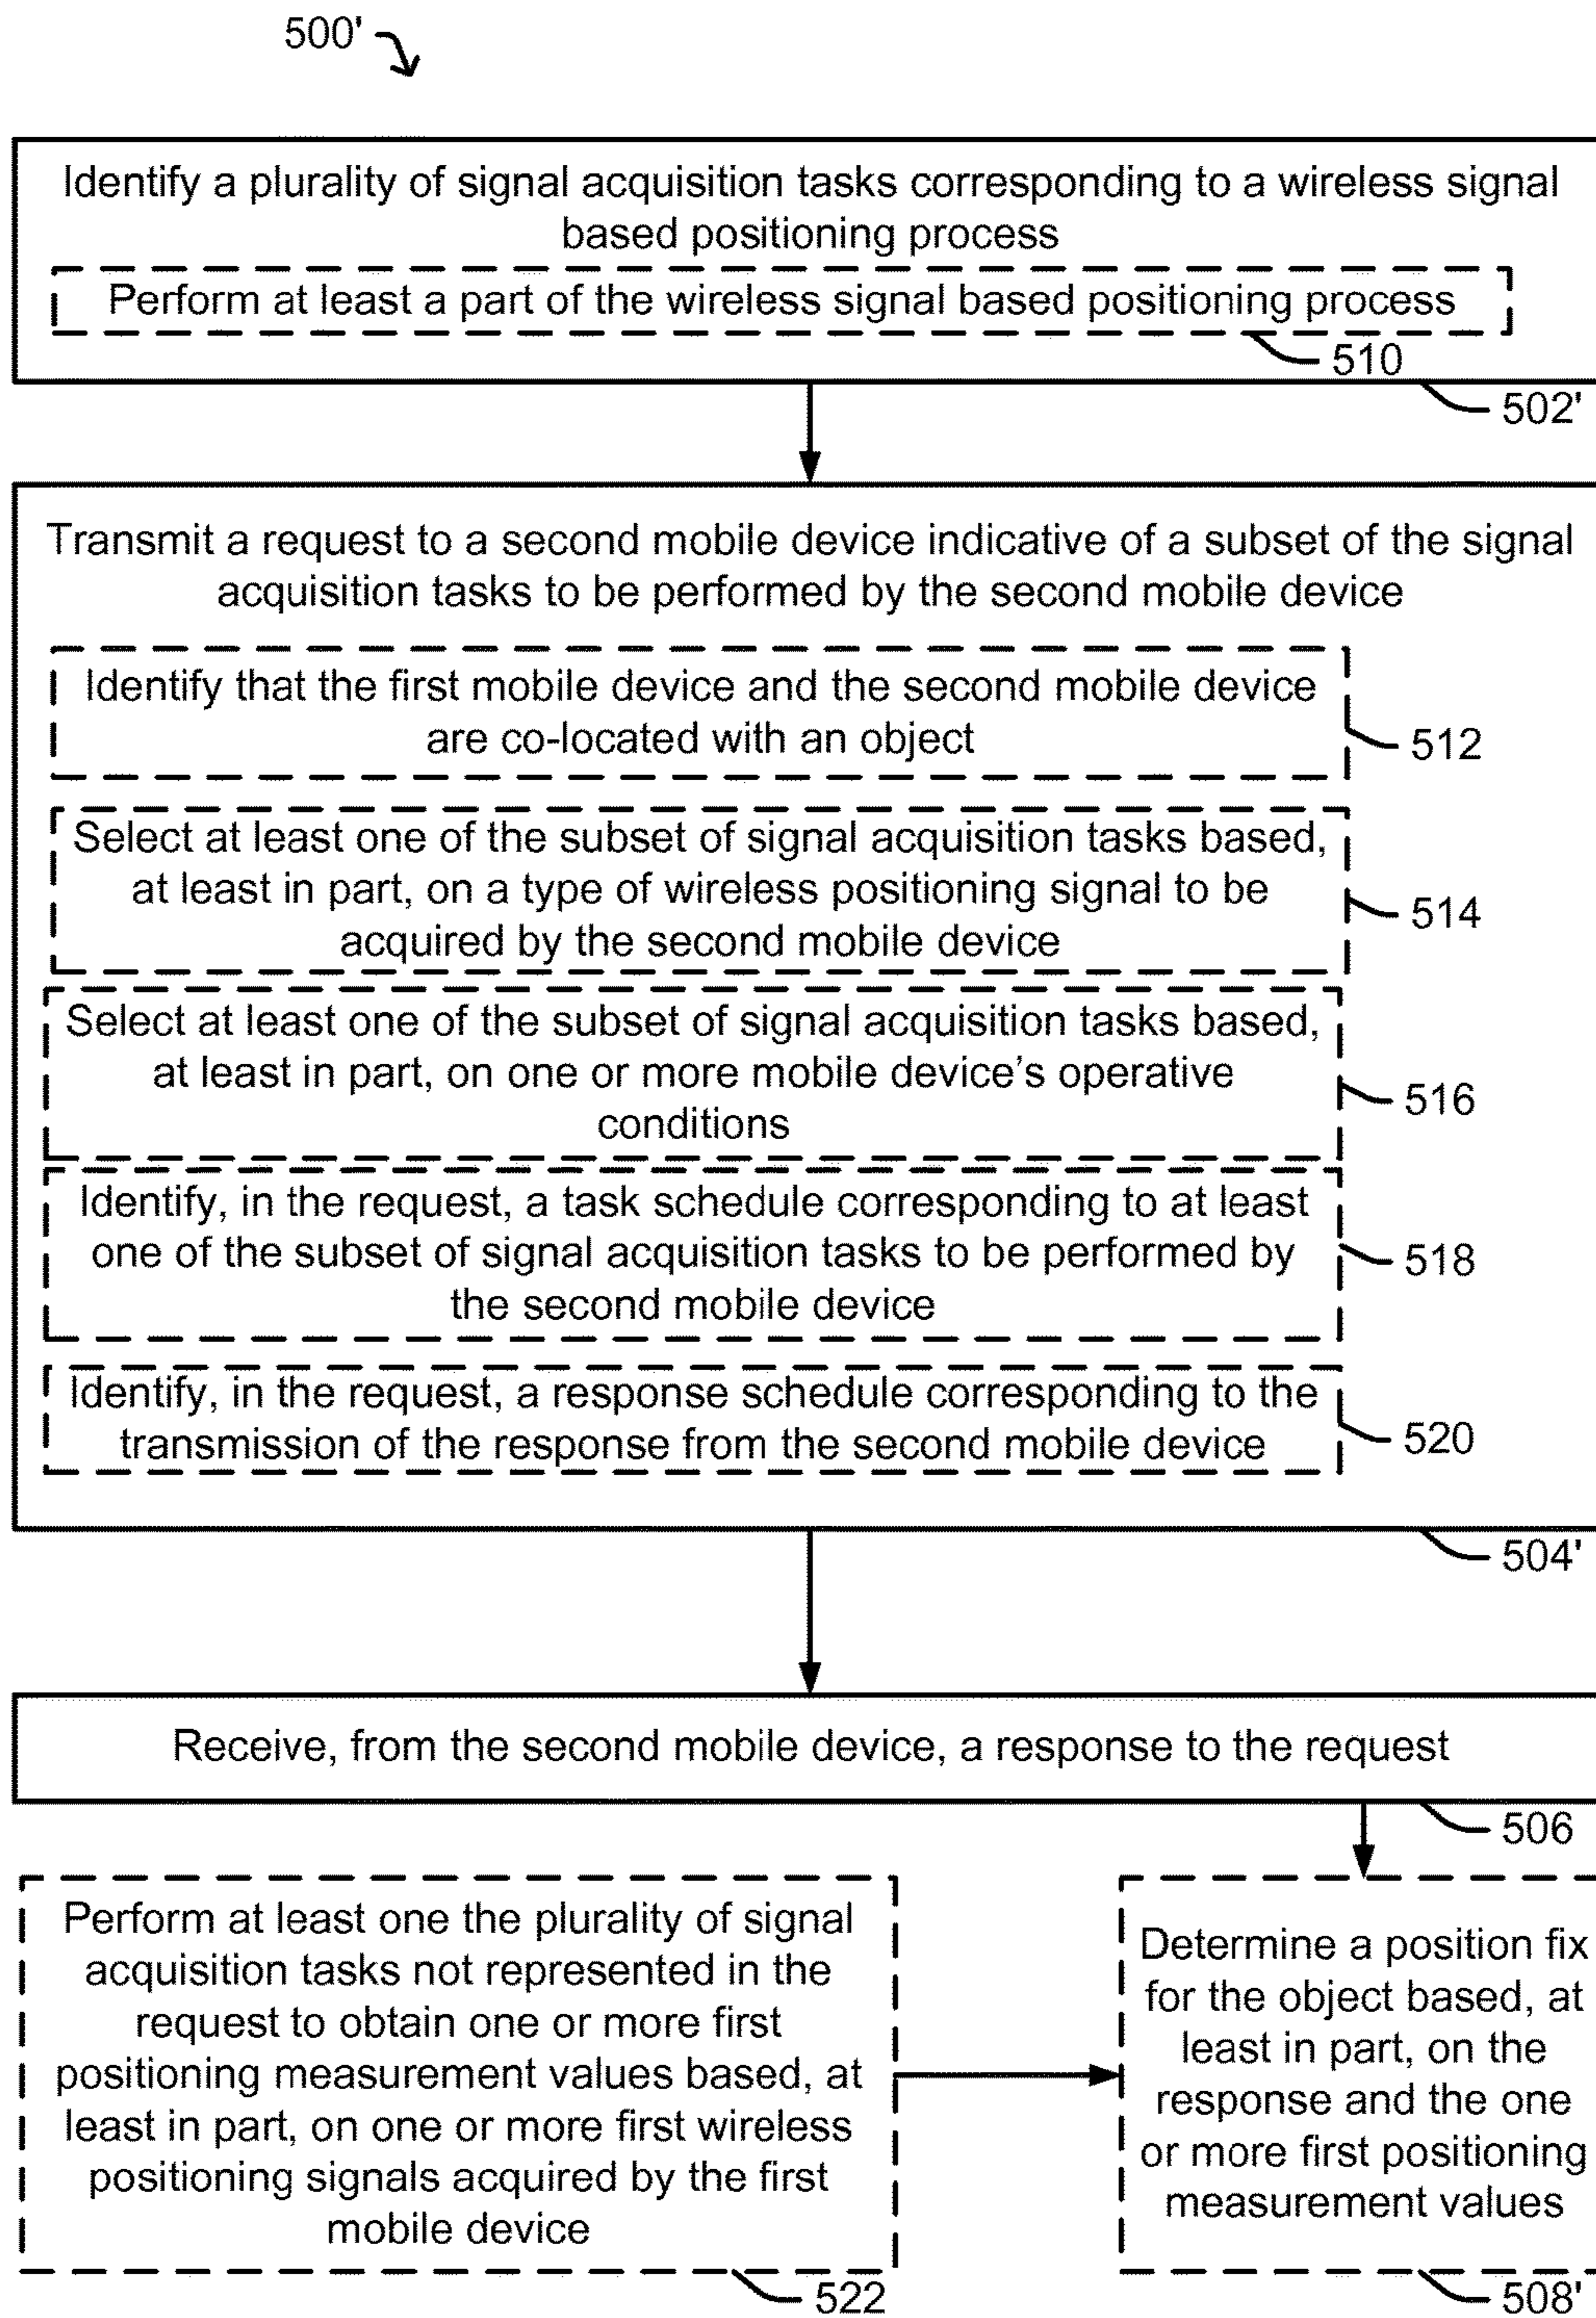 500'
Identify a plurality of signal acquisition tasks corresponding to a wireless signal
based positioning process
Perform at least a part of the wireless signal based positioning process
510
502'
Transmit a request to a second mobile device indicative of a subset of the signal
acquisition tasks to be performed by the second mobile device
Identify that the first mobile device and the second mobile device
are co-located with an object
512
Select at least one of the subset of signal acquisition tasks based,
at least in part, on a type of wireless positioning signal to be
acquired by the second mobile device
514
Select at least one of the subset of signal acquisition tasks based,
at least in part, on one or more mobile device’s operative
conditions
516
Identify, in the request, a task schedule corresponding to at least
one of the subset of signal acquisition tasks to be performed by
the second mobile device
518
Identify, in the request, a response schedule corresponding to the
transmission of the response from the second mobile device
520
504'
Receive, from the second mobile device, a response to the request
506
Perform at least one the plurality of signal
acquisition tasks not represented in the
request to obtain one or more first
positioning measurement values based, at
least in part, on one or more first wireless
positioning signals acquired by the first
mobile device
522
Determine a position fix
for the object based, at
least in part, on the
response and the one
or more first positioning
measurement values
508'